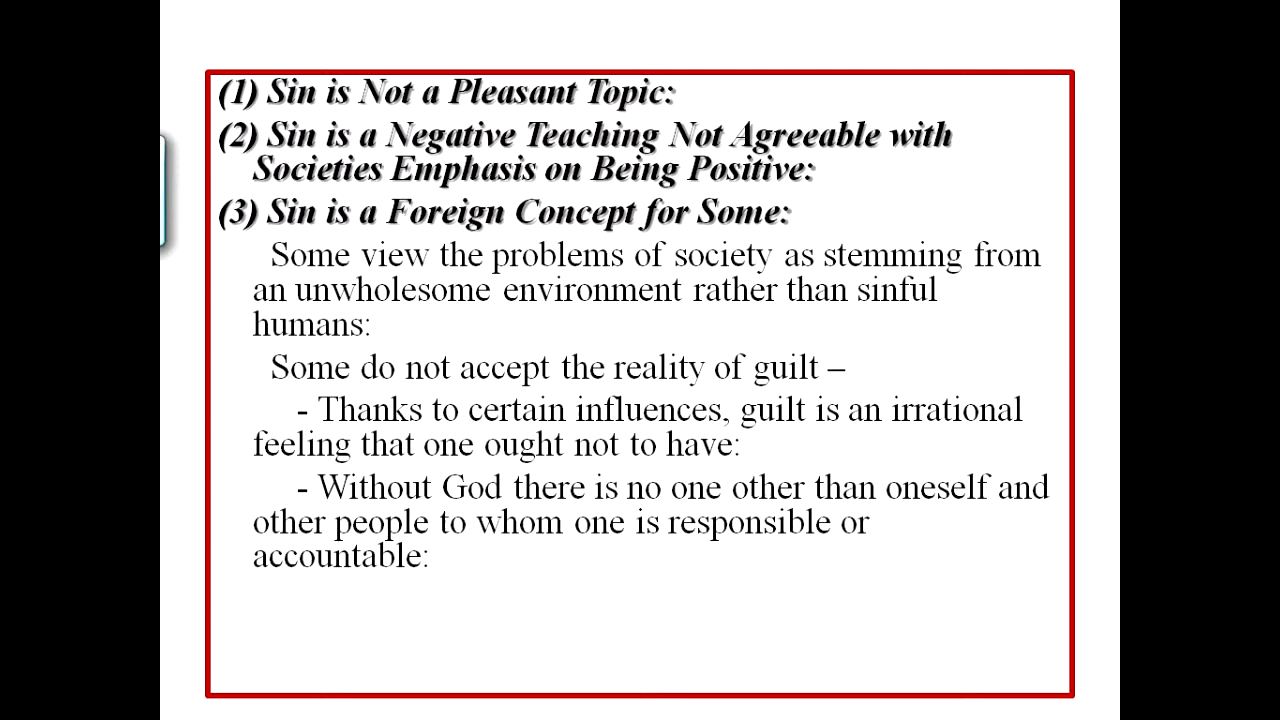 (1) Sin is Not a Pleasant Topic:
(2) Sin is a Negative Teaching Not Agreeable with
Societies Emphasis on Being Positive:
(3) Sin is a Foreign Concept for Some:
Some view the problems of society as stemming from
an unwholesome environment rather than sinful
humans:
Some do not accept the reality of guilt –
- Thanks to certain influences, guilt is an irrational
feeling that one ought not to have:
- Without God there is no one other than oneself and
other people to whom one is responsible or
accountable: